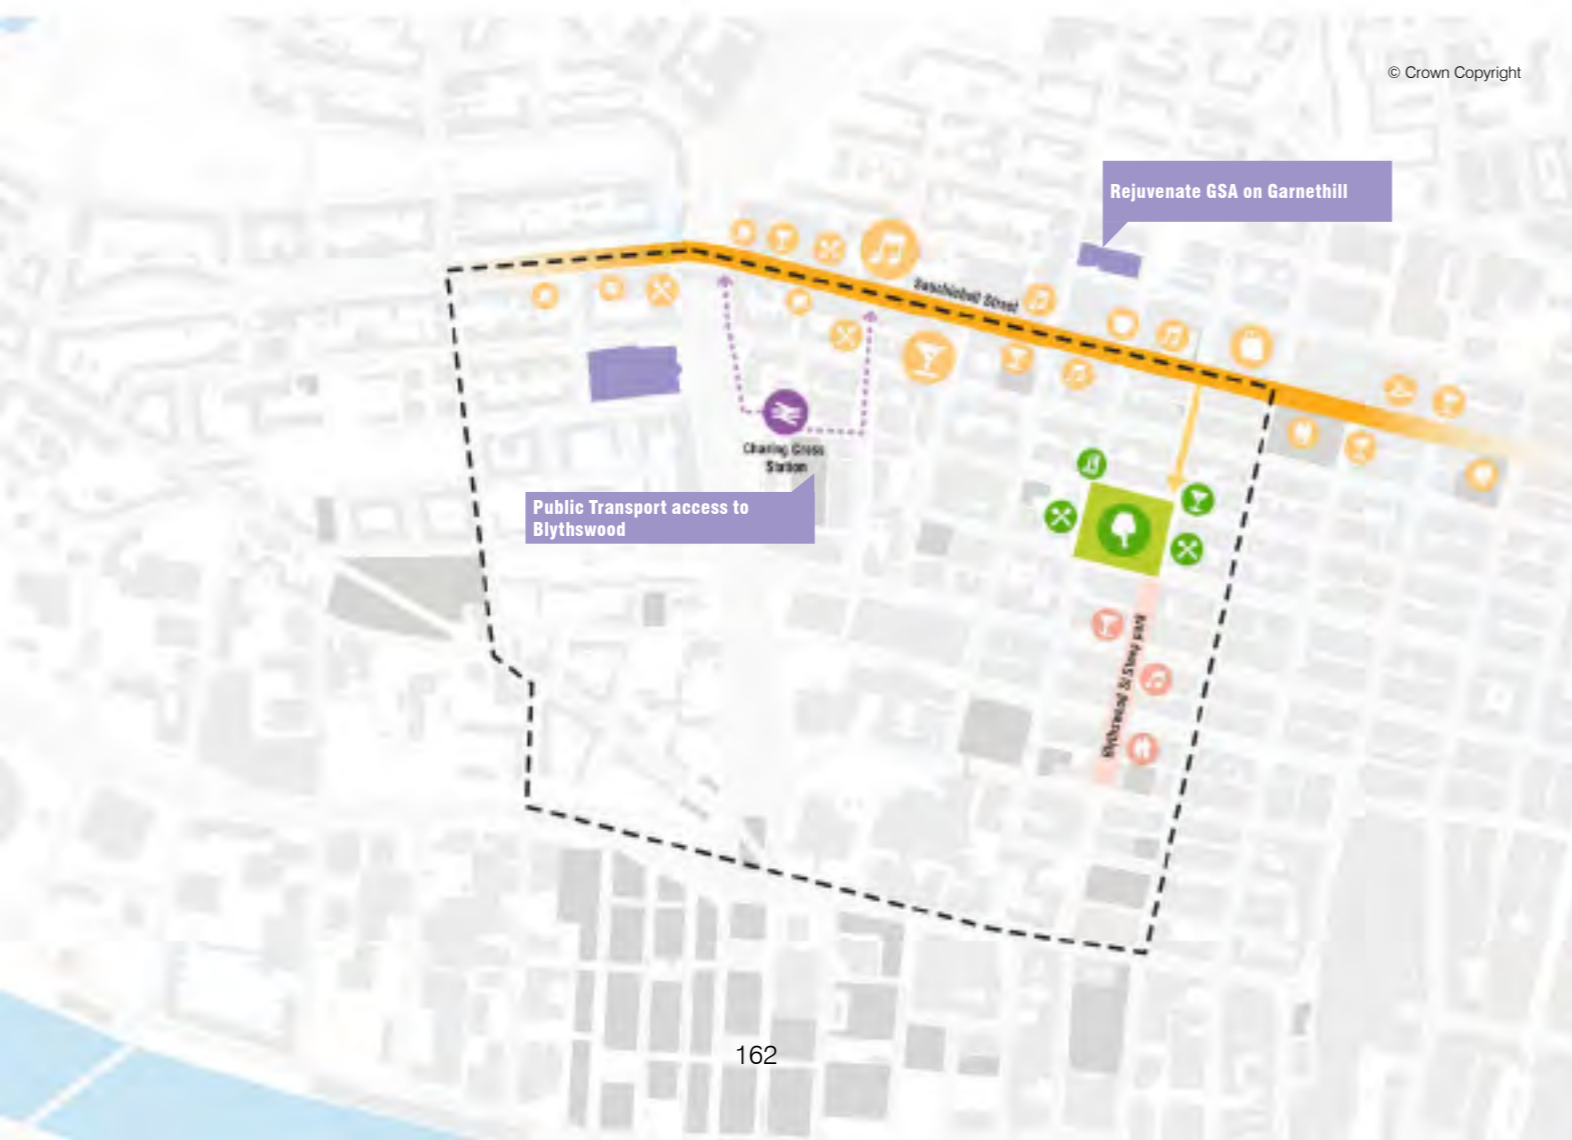 © Crown Copyright
Rejuvenate GSA on Garnethill
Sauchiehall Street
Charing Cross
Station
Public Transport access to
Blythswood
Blythswood St
162